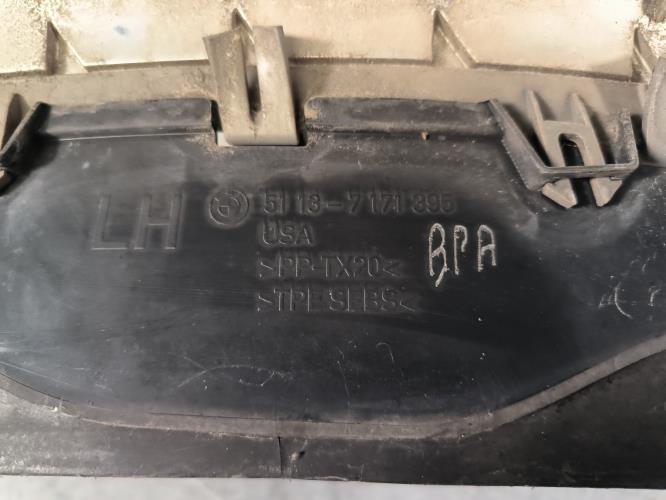 LH 51 13-7 171 395
USA
>PP-TX20<
>TPE SEBS<
BPA